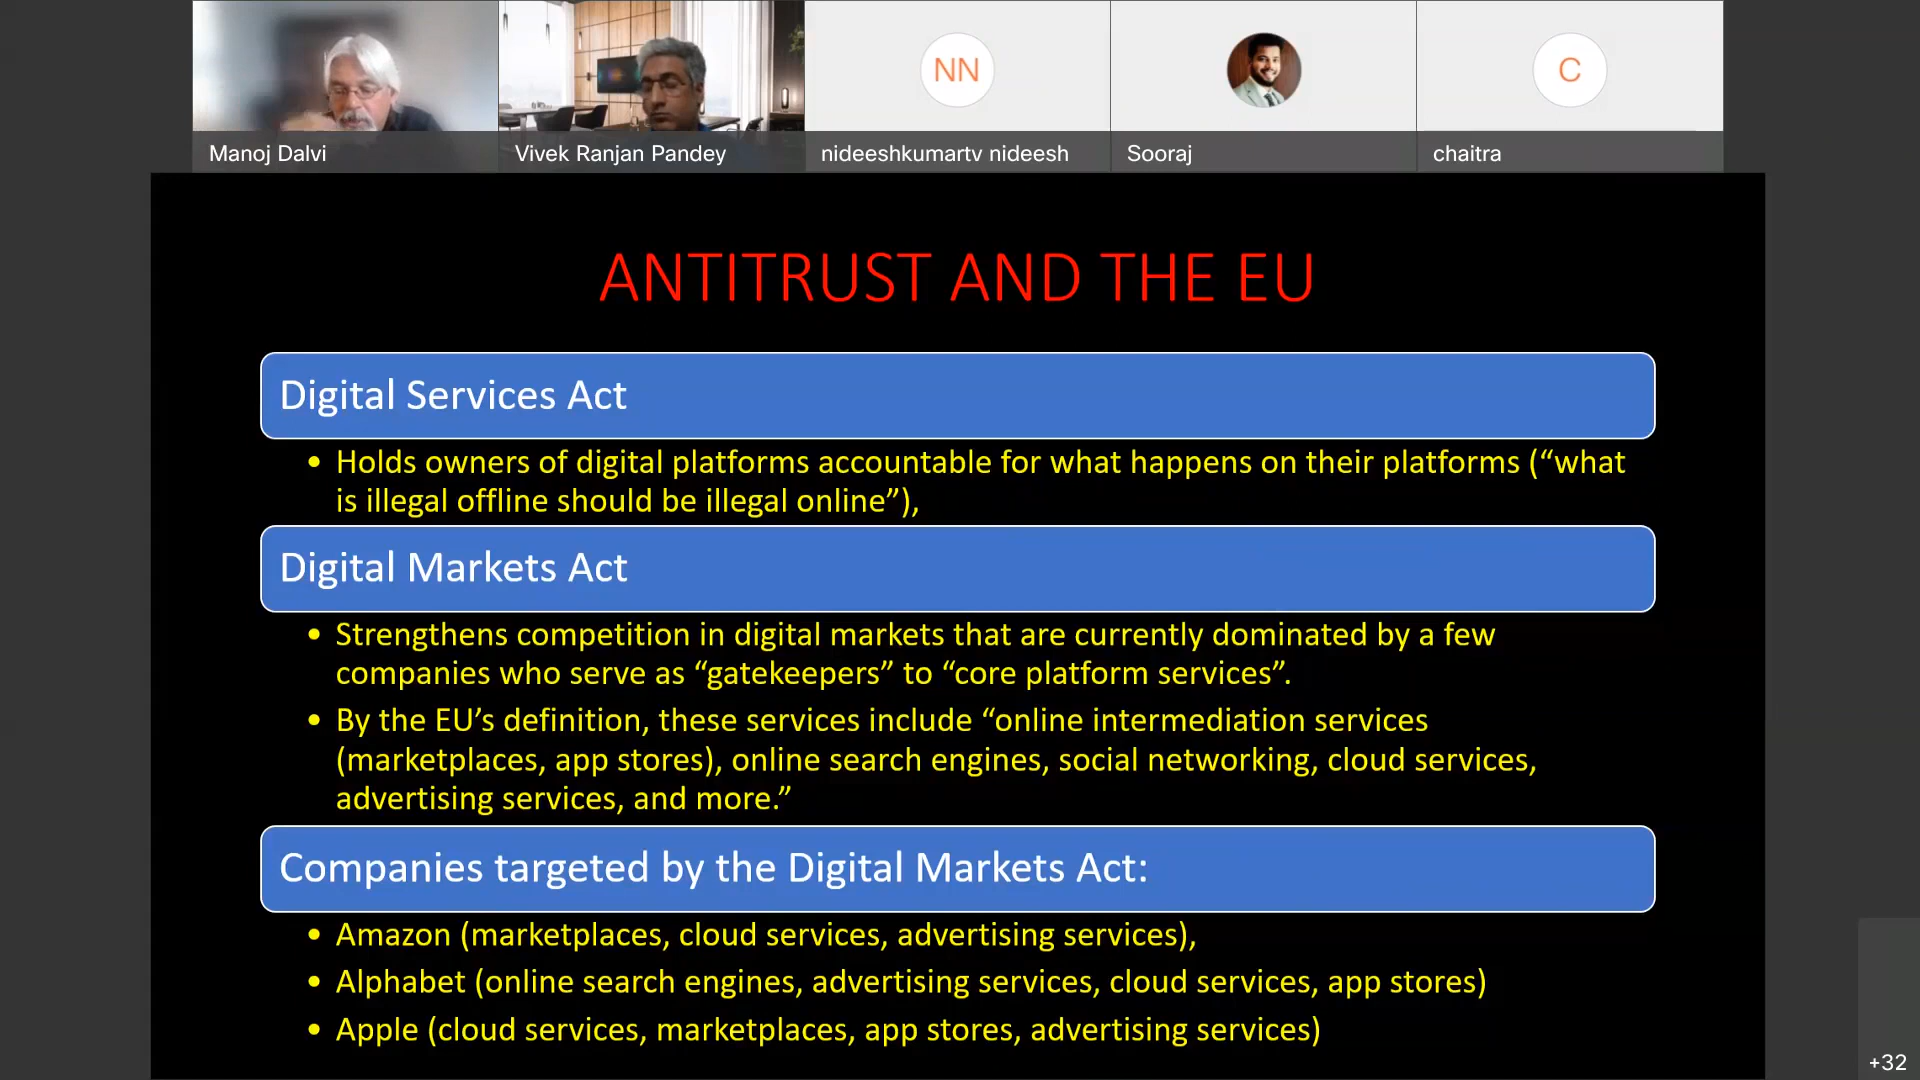 NN
C
Manoj Dalvi
Vivek Ranjan Pandey
nideeshkumartv nideesh
Sooraj
chaitra
ANTITRUST AND THE EU
Digital Services Act
• Holds owners of digital platforms accountable for what happens on their platforms (“what
is illegal offline should be illegal online”),
Digital Markets Act
• Strengthens competition in digital markets that are currently dominated by a few
companies who serve as “gatekeepers” to “core platform services”.
• By the EU’s definition, these services include “online intermediation services
(marketplaces, app stores), online search engines, social networking, cloud services,
advertising services, and more.”
Companies targeted by the Digital Markets Act:
• Amazon (marketplaces, cloud services, advertising services),
• Alphabet (online search engines, advertising services, cloud services, app stores)
• Apple (cloud services, marketplaces, app stores, advertising services)
+32